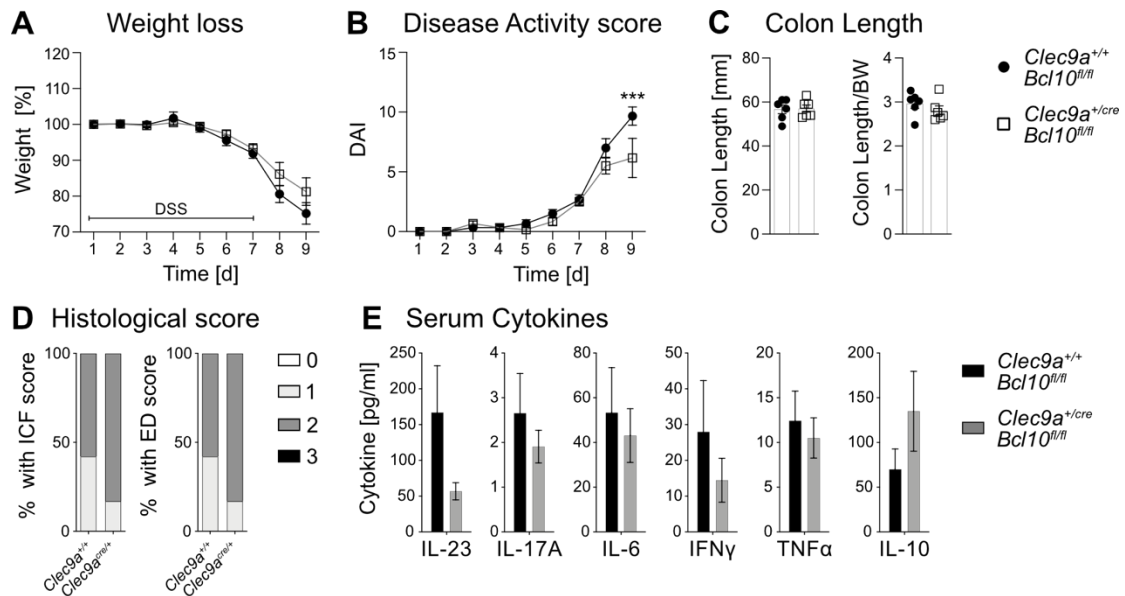 A Weight loss
120
110
100
90
80
70
Weight [%]
DSS
1 2 3 4 5 6 7 8 9
Time [d]
B Disease Activity score
15
10
5
0
DAI
***
1 2 3 4 5 6 7 8 9
Time [d]
C Colon Length
80
60
40
20
0
Colon Length [mm]
4
3
2
1
0
Colon Length/BW
Clec9a+/+
Bcl10fl/fl
Clec9a+/cre
Bcl10fl/fl
D Histological score
100
50
0
% with ICF score
Clec9a+/+
Clec9acre/+
100
50
0
% with ED score
Clec9a+/+
Clec9acre/+
0
1
2
3
E Serum Cytokines
Cytokine [pg/ml]
250
200
150
100
50
0
IL-23
4
3
2
1
0
IL-17A
80
60
40
20
0
IL-6
50
40
30
20
10
0
IFNγ
20
15
10
5
0
TNFα
200
150
100
50
0
IL-10
Clec9a+/+
Bcl10fl/fl
Clec9a+/cre
Bcl10fl/fl